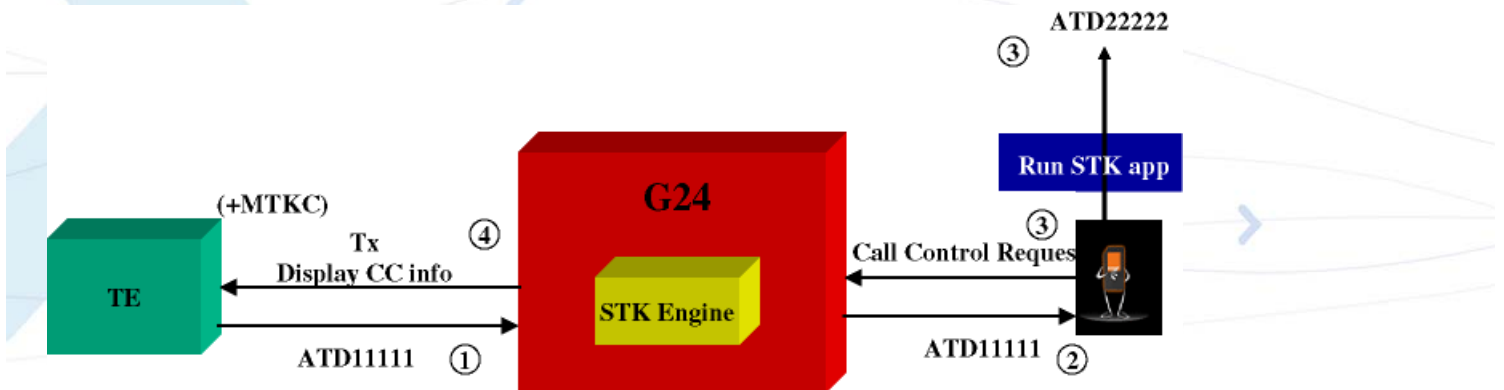 ATD22222
③
Run STK app
G24
(+MTKC)
③
Tx
④
Call Control Reques
Display CC info
TE
STK Engine
ATD11111
①
ATD11111
②